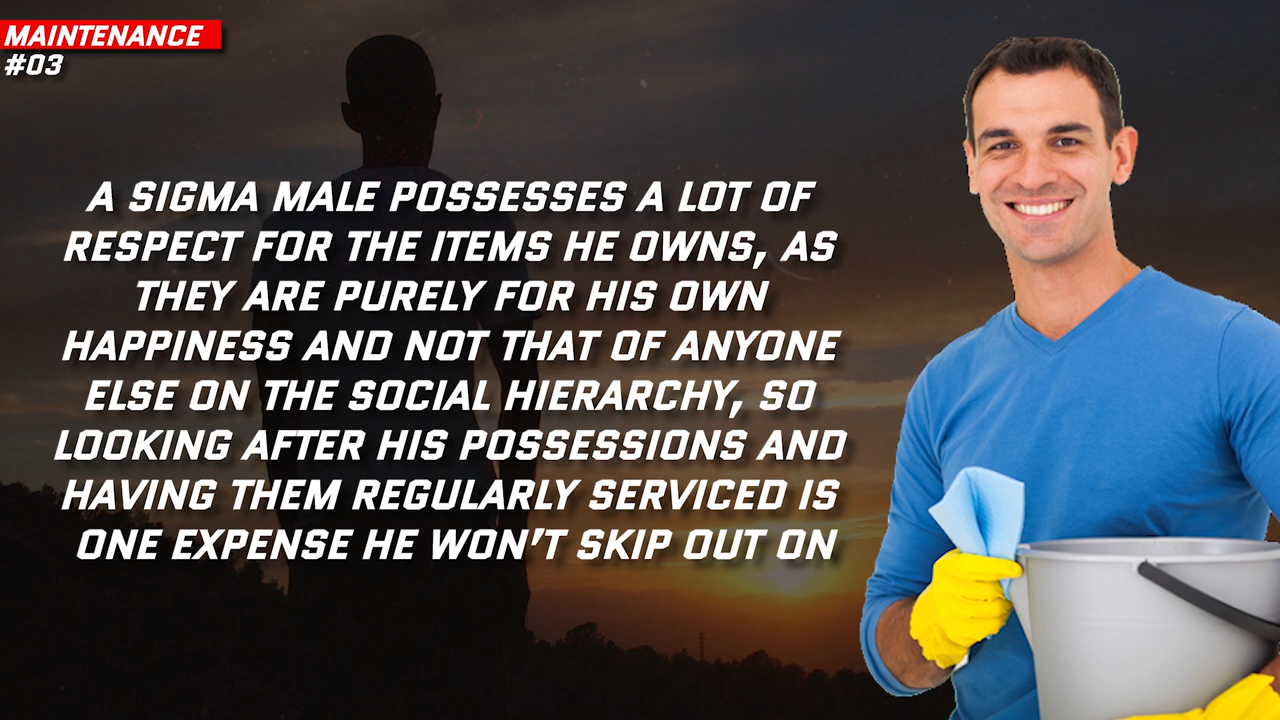 MAINTENANCE
#03
A SIGMA MALE POSSESSES A LOT OF
RESPECT FOR THE ITEMS HE OWNS, AS
THEY ARE PURELY FOR HIS OWN
HAPPINESS AND NOT THAT OF ANYONE
ELSE ON THE SOCIAL HIERARCHY, SO
LOOKING AFTER HIS POSSESSIONS AND
HAVING THEM REGULARLY SERVICED IS
ONE EXPENSE HE WON'T SKIP OUT ON